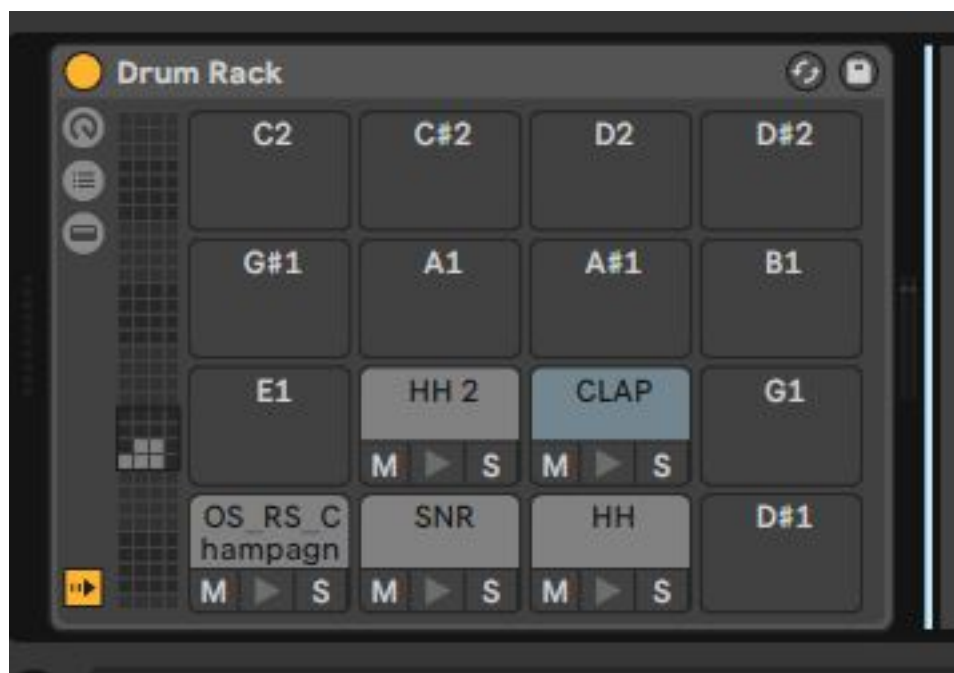 Drum Rack
C2 C#2 D2 D#2
G#1 A1 A#1 B1
E1 HH 2 CLAP G1
M S M S
OS_RS_C SNR HH D#1
hampagn
M S M S M S